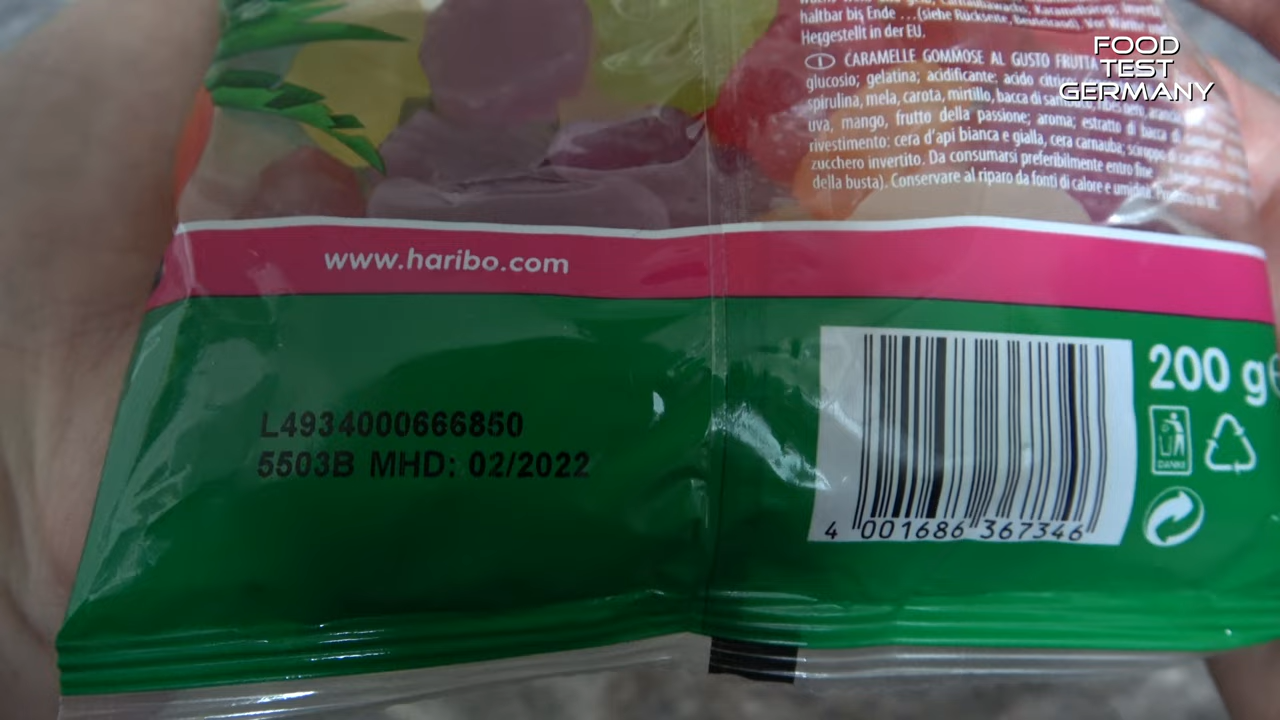 haltbar bis Ende ...(siehe Rückseite, Beutelrand). Vor Wärme
Hergestellt in der EU.
I CARAMELLE GOMMOSE AL GUSTO FRUTTA
glucosio; gelatina; acidificante: acido citrico;
spirulina, mela, carota, mirtillo, bacca di
uva, mango, frutto della passione; aroma; estratto di bacca di
rivestimento: cera d'api bianca e gialla, cera carnauba; sciroppo di
zucchero invertito. Da consumarsi preferibilmente entro fine
della busta). Conservare al riparo da fonti di calore e umidità. Prodotto in UE.
FOOD
TEST
GERMANY
www.haribo.com
L4934000666850
5503B MHD: 02/2022
4 001686 367346
200 g e
DANKE